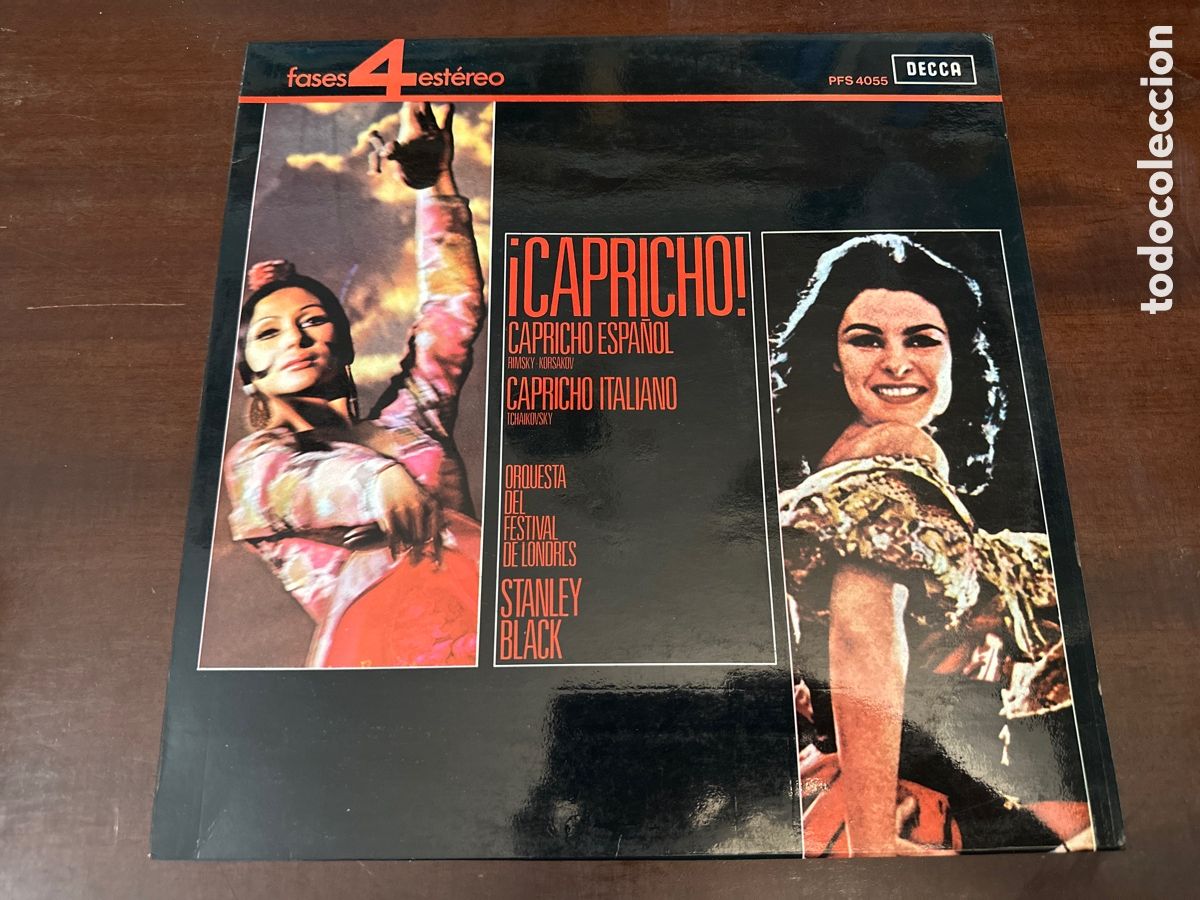 fases 4 estéreo
PFS 4055
DECCA
¡CAPRICHO!
CAPRICHO ESPAÑOL
RIMSKY-KORSAKOV
CAPRICHO ITALIANO
TCHAIKOVSKY
ORQUESTA
DEL
FESTIVAL
DE LONDRES
STANLEY
BLACK
todocoleccion